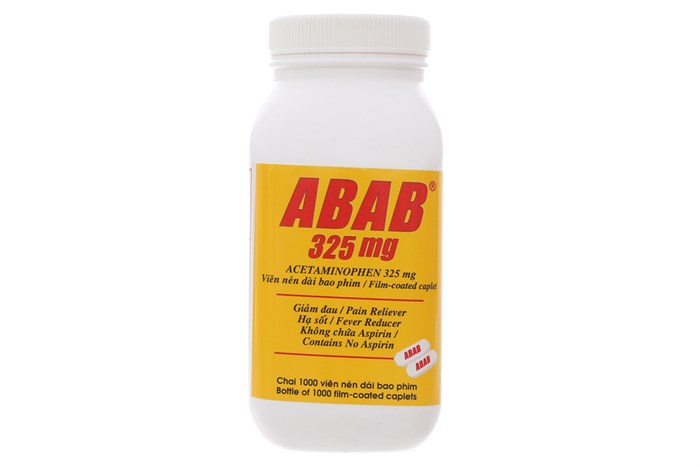 ABAB®
325 mg
ACETAMINOPHEN 325 mg
Viên nén dài bao phim / Film-coated caplet
Giảm đau / Pain Reliever
Hạ sốt / Fever Reducer
Không chứa Aspirin /
Contains No Aspirin
ABAB
ABAB
Chai 1000 viên nén dài bao phim
Bottle of 1000 film-coated caplets